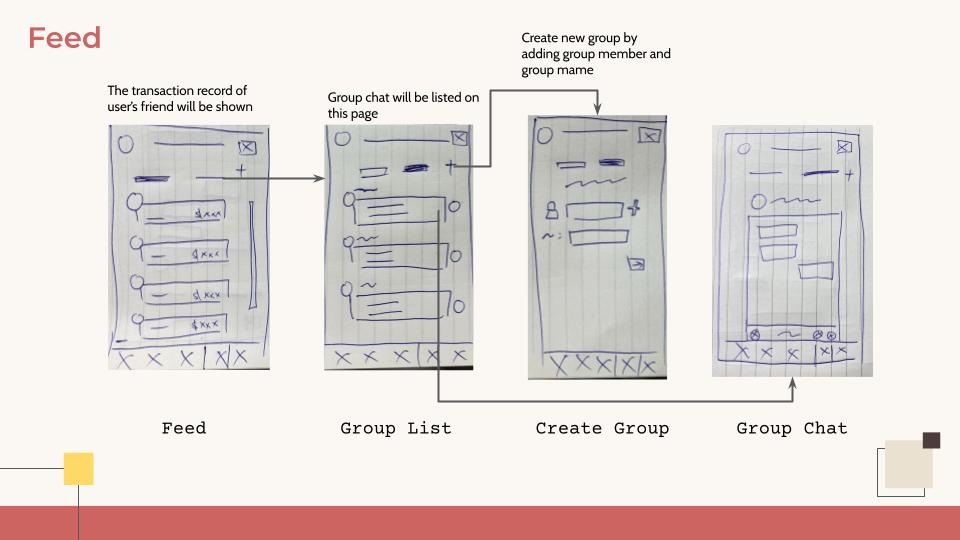 Feed
Create new group by
adding group member and
group mame
The transaction record of
user's friend will be shown
Group chat will be listed on
this page
$xxx
$xxx
$xxx
$xxx
Feed
Group List
Create Group
Group Chat